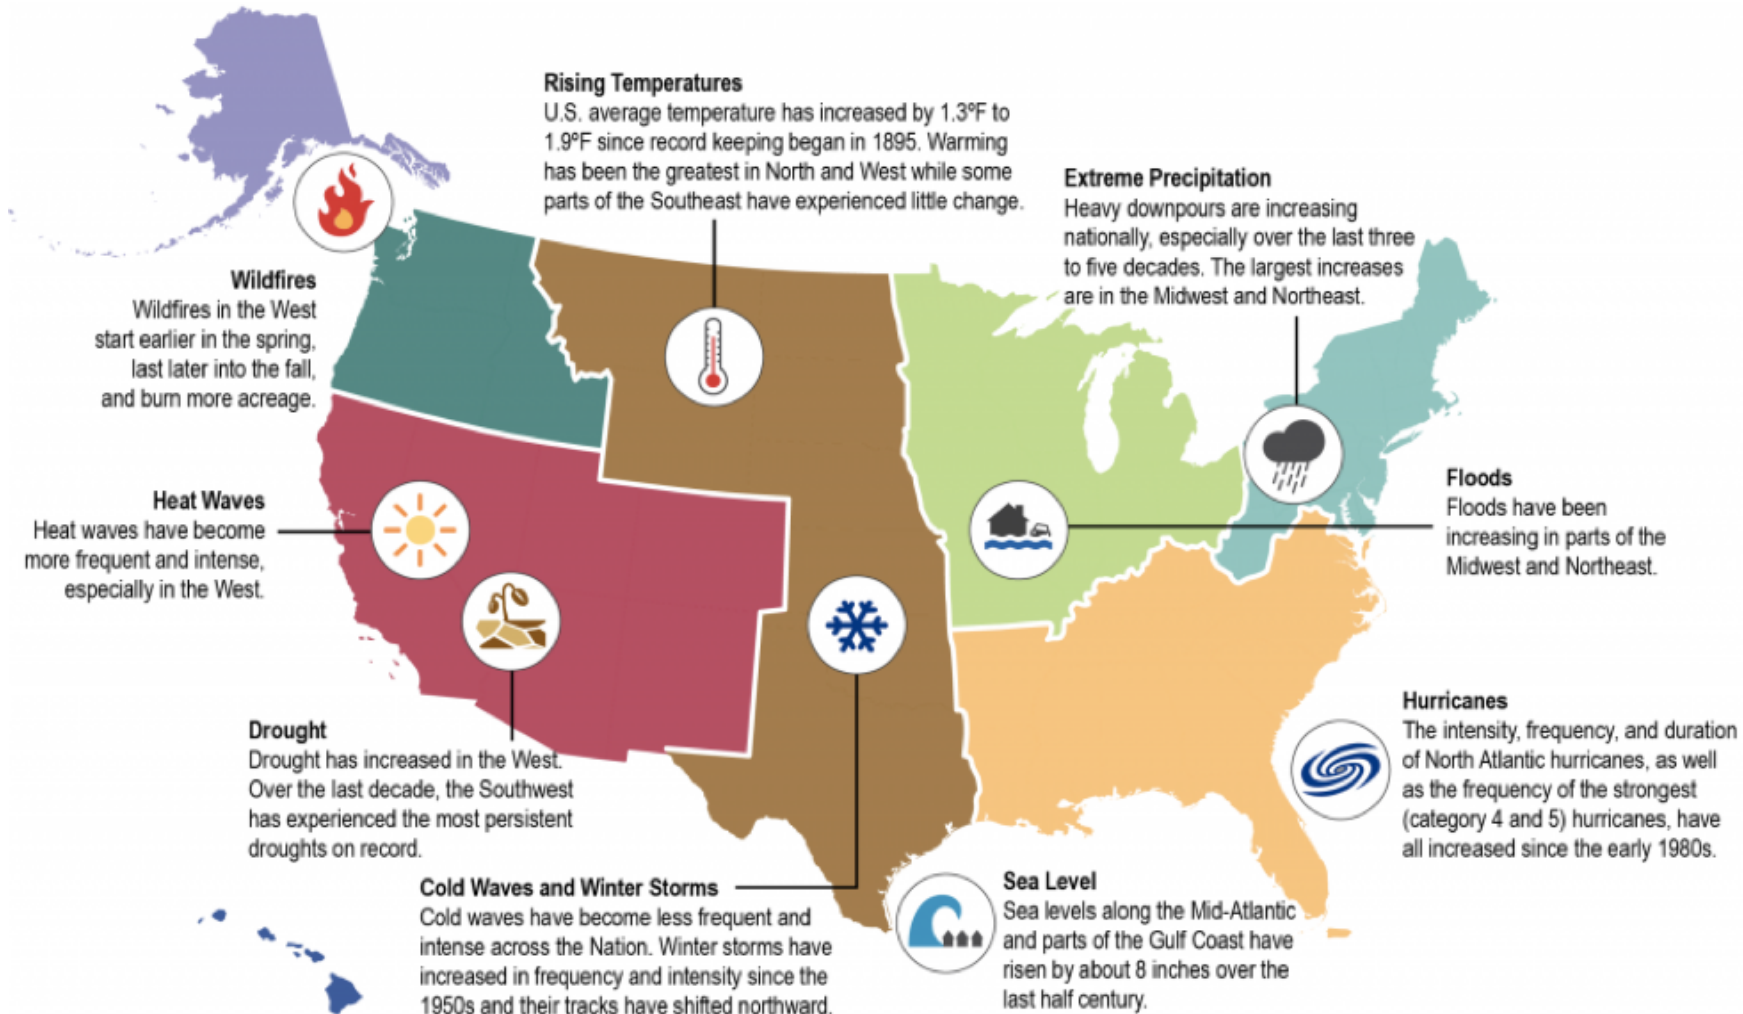 Rising Temperatures
U.S. average temperature has increased by 1.3ºF to
1.9ºF since record keeping began in 1895. Warming
has been the greatest in North and West while some
parts of the Southeast have experienced little change.
Extreme Precipitation
Heavy downpours are increasing
nationally, especially over the last three
to five decades. The largest increases
are in the Midwest and Northeast.
Wildfires
Wildfires in the West
start earlier in the spring,
last later into the fall,
and burn more acreage.
Heat Waves
Heat waves have become
more frequent and intense,
especially in the West.
Floods
Floods have been
increasing in parts of the
Midwest and Northeast.
Drought
Drought has increased in the West.
Over the last decade, the Southwest
has experienced the most persistent
droughts on record.
Hurricanes
The intensity, frequency, and duration
of North Atlantic hurricanes, as well
as the frequency of the strongest
(category 4 and 5) hurricanes, have
all increased since the early 1980s.
Cold Waves and Winter Storms
Cold waves have become less frequent and
intense across the Nation. Winter storms have
increased in frequency and intensity since the
1950s and their tracks have shifted northward.
Sea Level
Sea levels along the Mid-Atlantic
and parts of the Gulf Coast have
risen by about 8 inches over the
last half century.